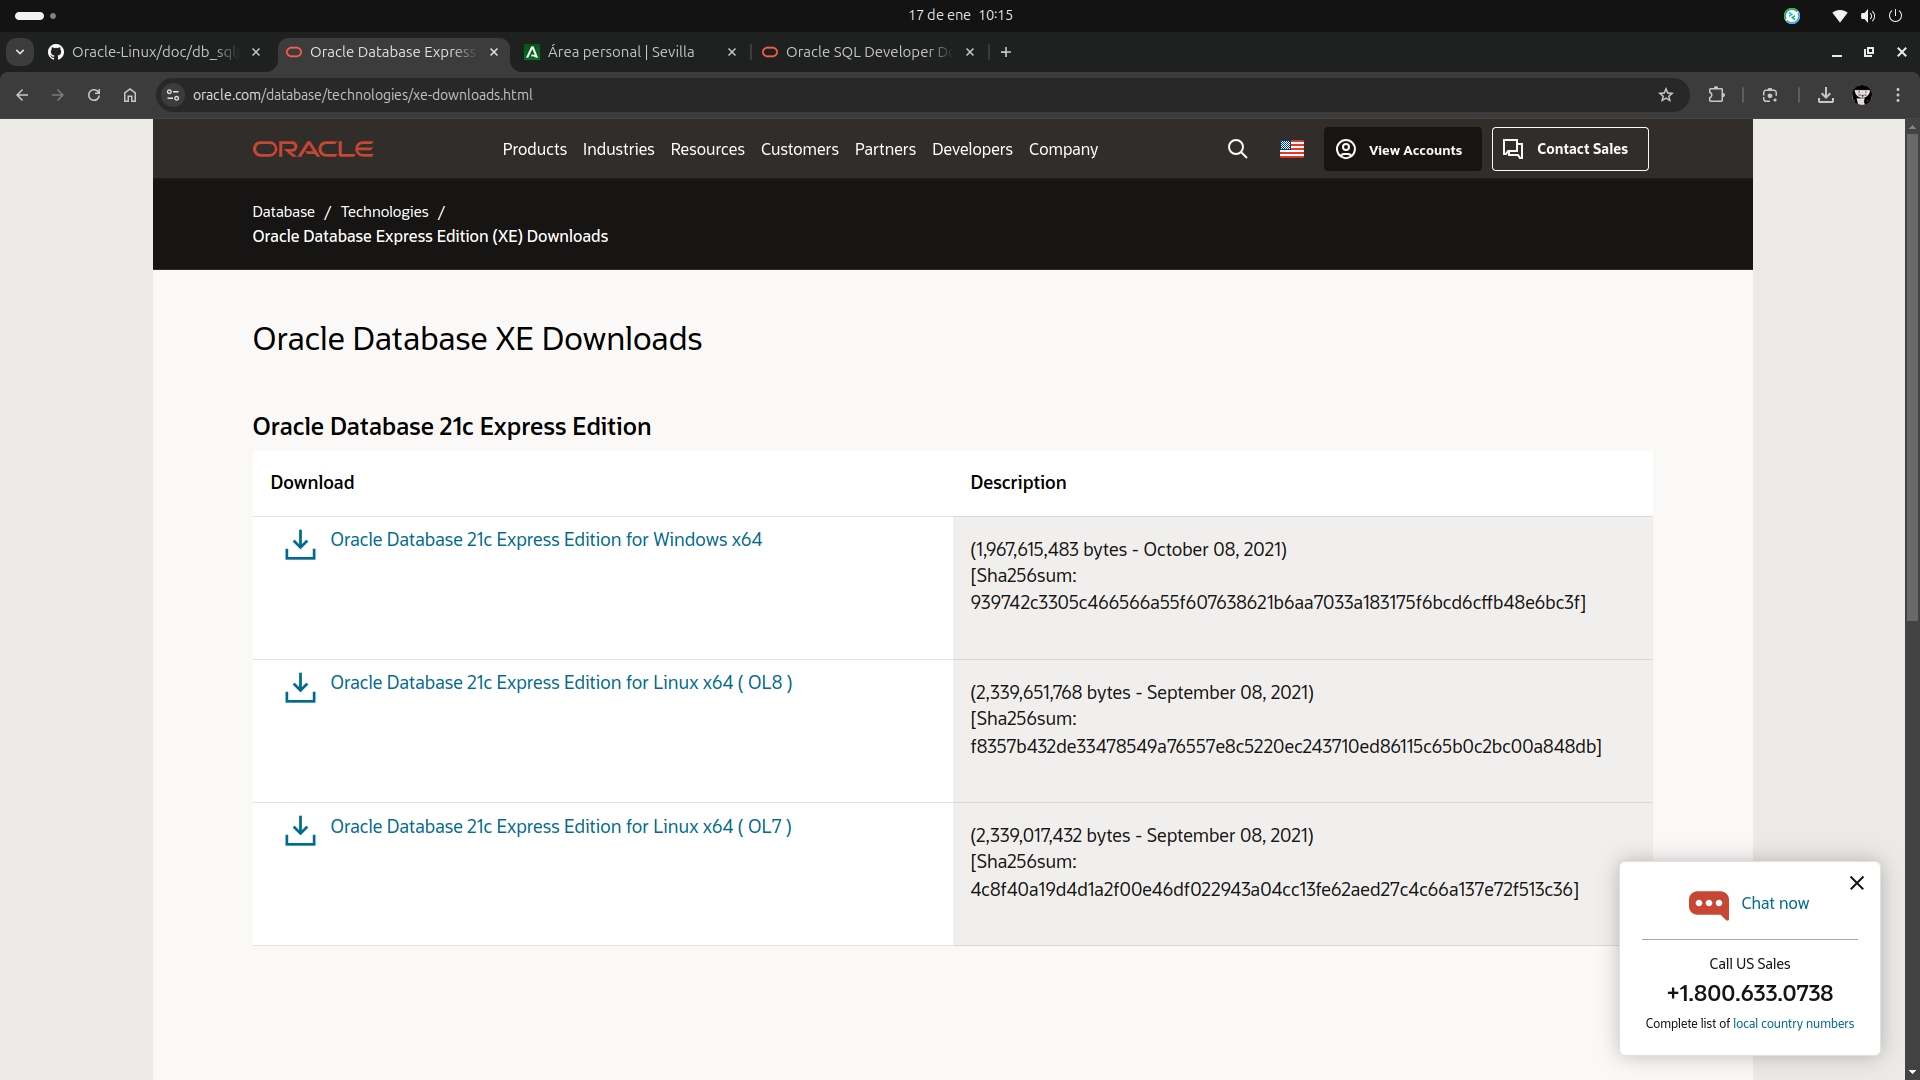 17 de ene 10:15
Oracle-Linux/doc/db_sql
Oracle Database Express
Área personal | Sevilla
Oracle SQL Developer Do
oracle.com/database/technologies/xe-downloads.html
ORACLE
Products Industries Resources Customers Partners Developers Company
View Accounts
Contact Sales
Database / Technologies /
Oracle Database Express Edition (XE) Downloads
Oracle Database XE Downloads
Oracle Database 21c Express Edition
Download
Description
Oracle Database 21c Express Edition for Windows x64
(1,967,615,483 bytes - October 08, 2021)
[Sha256sum:
939742c3305c466566a55f607638621b6aa7033a183175f6bcd6cffb48e6bc3f]
Oracle Database 21c Express Edition for Linux x64 ( OL8 )
(2,339,651,768 bytes - September 08, 2021)
[Sha256sum:
f8357b432de33478549a76557e8c5220ec243710ed86115c65b0c2bc00a848db]
Oracle Database 21c Express Edition for Linux x64 ( OL7 )
(2,339,017,432 bytes - September 08, 2021)
[Sha256sum:
4c8f40a19d4d1a2f00e46df022943a04cc13fe62aed27c4c66a137e72f513c36]
Chat now
Call US Sales
+1.800.633.0738
Complete list of local country numbers